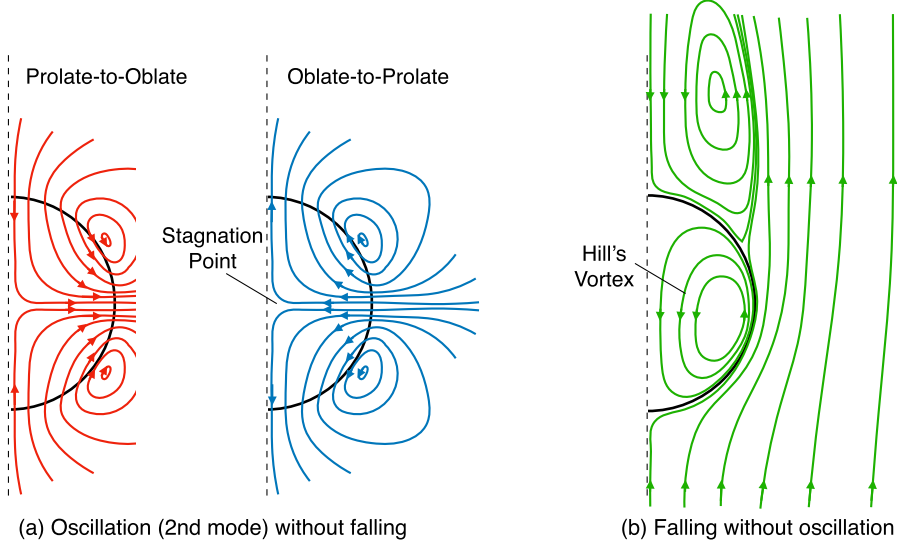 Prolate-to-Oblate
Oblate-to-Prolate
Stagnation
Point
Hill's
Vortex
(a) Oscillation (2nd mode) without falling
(b) Falling without oscillation